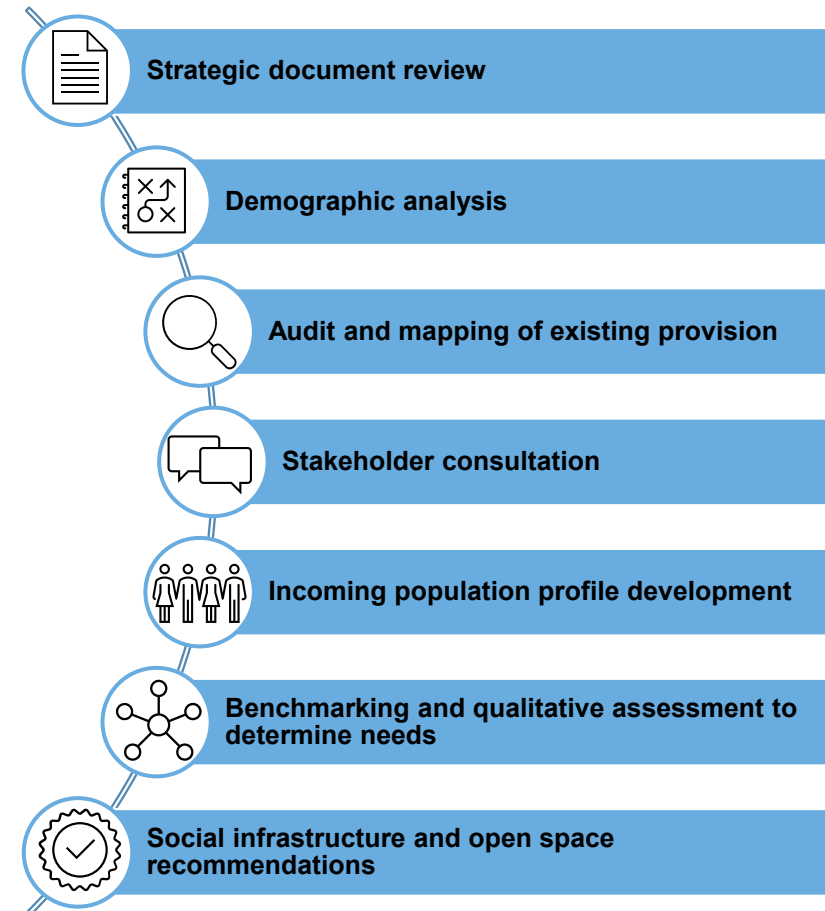 Strategic document review
Demographic analysis
Audit and mapping of existing provision
Stakeholder consultation
Incoming population profile development
Benchmarking and qualitative assessment to
determine needs
Social infrastructure and open space
recommendations